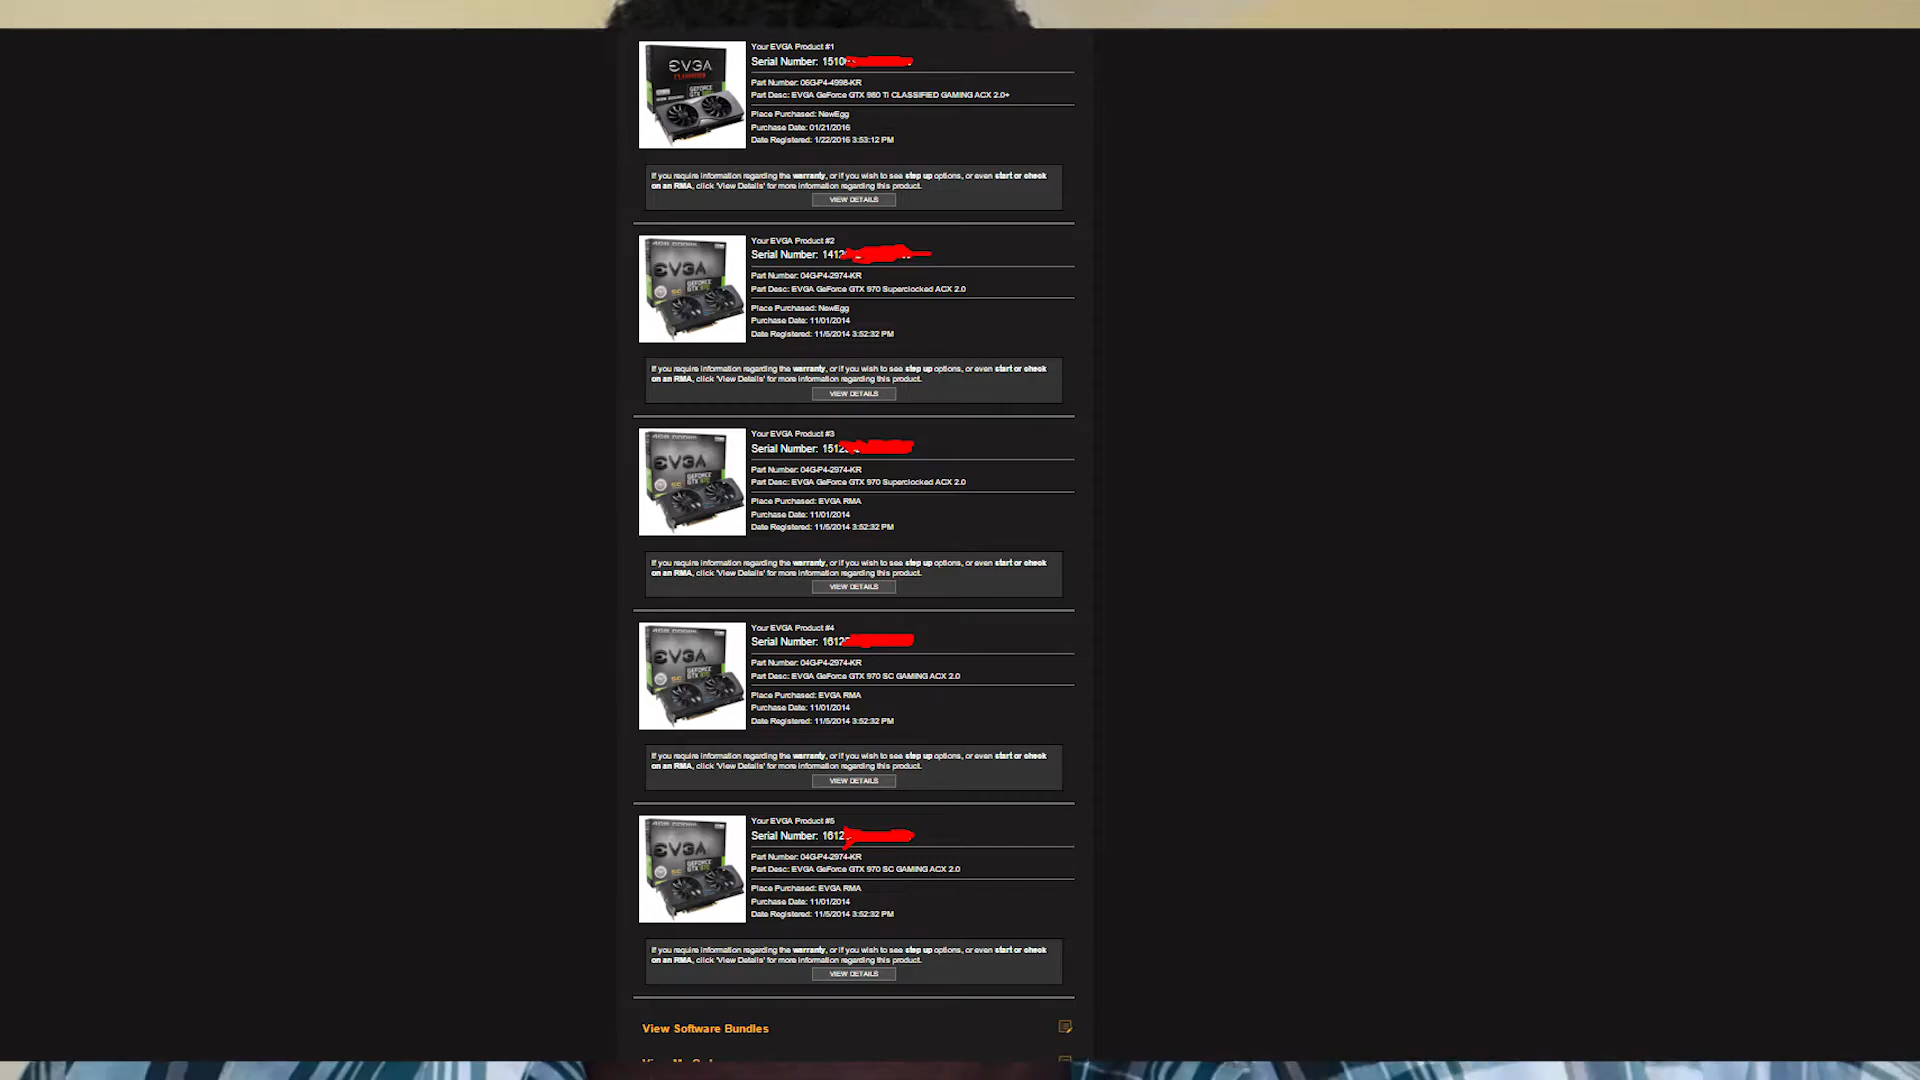 Your EVGA Product #1
Serial Number: 1510
Part Number: 06G-P4-4998-KR
Part Desc: EVGA GeForce GTX 980 Ti CLASSIFIED GAMING ACX 2.0+
Place Purchased: NewEgg
Purchase Date: 01/21/2016
Date Registered: 1/22/2016 3:53:12 PM
EVGA
CLASSIFIED
GEFORCE
If you require information regarding the warranty, or if you wish to see step up options, or even start or check
on an RMA, click 'View Details' for more information regarding this product.
VIEW DETAILS
Your EVGA Product #2
Serial Number: 1412
Part Number: 04G-P4-2974-KR
Part Desc: EVGA GeForce GTX 970 Superclocked ACX 2.0
Place Purchased: NewEgg
Purchase Date: 11/01/2014
Date Registered: 11/5/2014 3:52:32 PM
EVGA
GEFORCE
GTX 970
If you require information regarding the warranty, or if you wish to see step up options, or even start or check
on an RMA, click 'View Details' for more information regarding this product.
VIEW DETAILS
Your EVGA Product #3
Serial Number: 1512
Part Number: 04G-P4-2974-KR
Part Desc: EVGA GeForce GTX 970 Superclocked ACX 2.0
Place Purchased: EVGA RMA
Purchase Date: 11/01/2014
Date Registered: 11/5/2014 3:52:32 PM
EVGA
GEFORCE
GTX 970
If you require information regarding the warranty, or if you wish to see step up options, or even start or check
on an RMA, click 'View Details' for more information regarding this product.
VIEW DETAILS
Your EVGA Product #4
Serial Number: 1612
Part Number: 04G-P4-2974-KR
Part Desc: EVGA GeForce GTX 970 SC GAMING ACX 2.0
Place Purchased: EVGA RMA
Purchase Date: 11/01/2014
Date Registered: 11/5/2014 3:52:32 PM
EVGA
GEFORCE
GTX 970
If you require information regarding the warranty, or if you wish to see step up options, or even start or check
on an RMA, click 'View Details' for more information regarding this product.
VIEW DETAILS
Your EVGA Product #5
Serial Number: 1612
Part Number: 04G-P4-2974-KR
Part Desc: EVGA GeForce GTX 970 SC GAMING ACX 2.0
Place Purchased: EVGA RMA
Purchase Date: 11/01/2014
Date Registered: 11/5/2014 3:52:32 PM
EVGA
GEFORCE
GTX 970
If you require information regarding the warranty, or if you wish to see step up options, or even start or check
on an RMA, click 'View Details' for more information regarding this product.
VIEW DETAILS
View Software Bundles